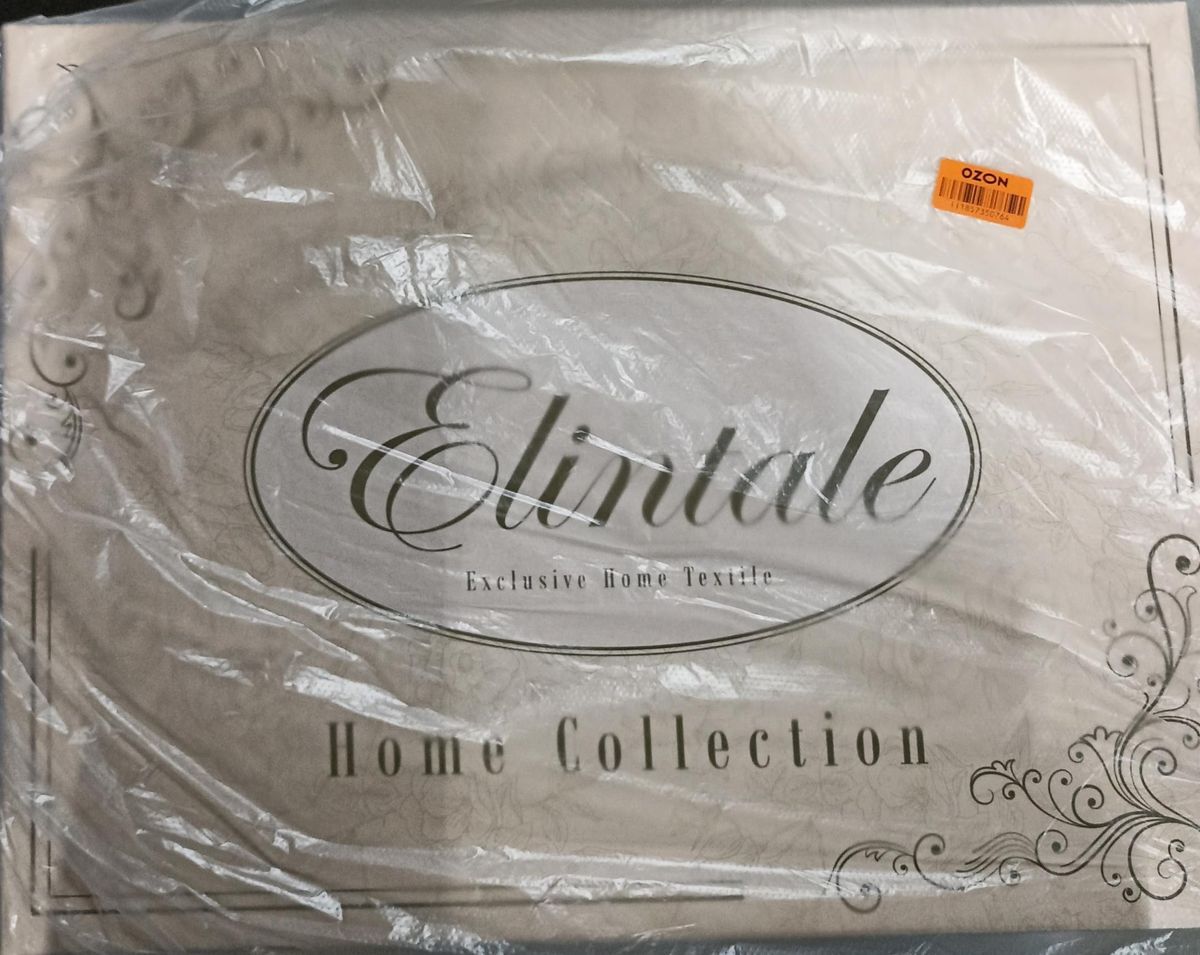 OZON
Elintale
Exclusive Home Textile
Home Collection